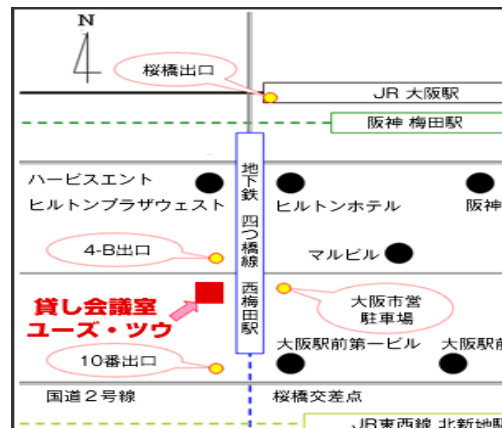 N
桜橋出口
JR 大阪駅
阪神 梅田駅
ハービスエント
ヒルトンプラザウェスト
地下鉄 四つ橋線 西梅田駅
ヒルトンホテル
阪神
4-B出口
マルビル
貸し会議室
ユーズ・ツウ
大阪市営
駐車場
10番出口
大阪駅前第一ビル
大阪駅前
国道2号線
桜橋交差点
JR東西線 北新地駅